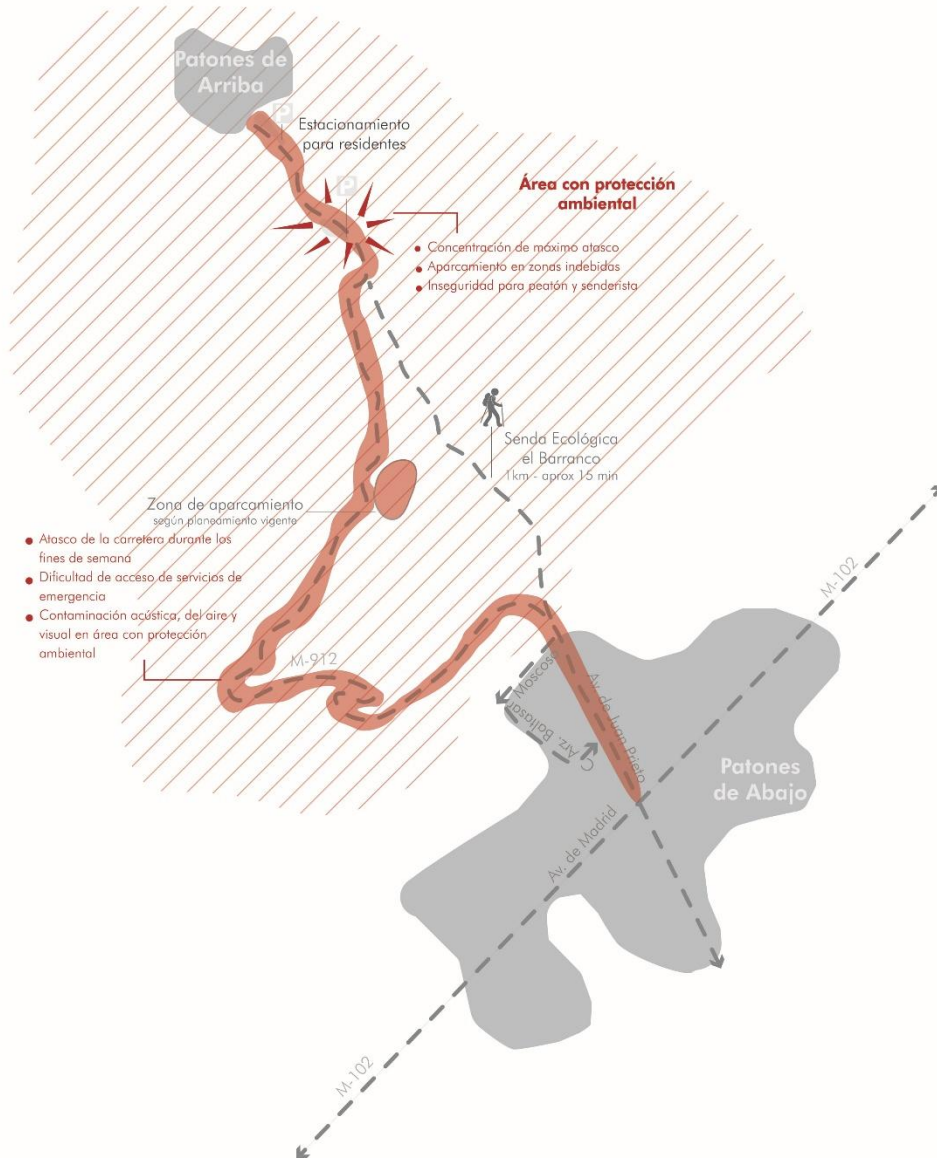 Patones de
Arriba
P
Estacionamiento
para residentes
P
Área con protección
ambiental
Concentración de máximo atasco
Aparcamiento en zonas indebidas
Inseguridad para peatón y senderista
Senda Ecológica
el Barranco
1km - aprox 15 min
Zona de aparcamiento
según planeamiento vigente
Atasco de la carretera durante los
fines de semana
Dificultad de acceso de servicios de
emergencia
Contaminación acústica, del aire y
visual en área con protección
ambiental
M-912
M-102
Av. de Juan Prieto
Patones
de Abajo
Av. de Madrid
M-102